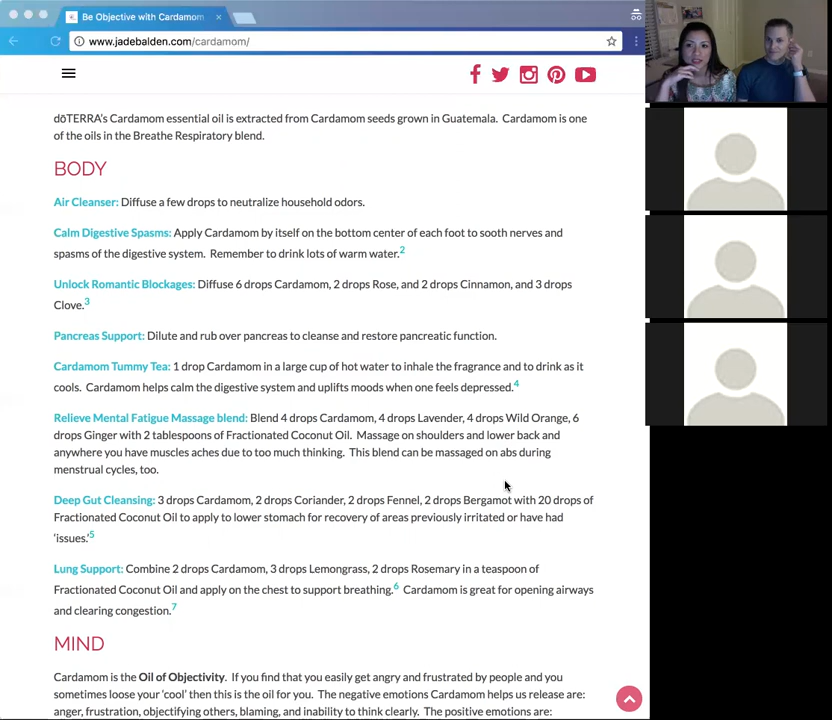 Be Objective with Cardamom
www.jadebalden.com/cardamom/
dōTERRA's Cardamom essential oil is extracted from Cardamom seeds grown in Guatemala. Cardamom is one
of the oils in the Breathe Respiratory blend.
BODY
Air Cleanser: Diffuse a few drops to neutralize household odors.
Calm Digestive Spasms: Apply Cardamom by itself on the bottom center of each foot to sooth nerves and
spasms of the digestive system. Remember to drink lots of warm water.2
Unlock Romantic Blockages: Diffuse 6 drops Cardamom, 2 drops Rose, and 2 drops Cinnamon, and 3 drops
Clove.3
Pancreas Support: Dilute and rub over pancreas to cleanse and restore pancreatic function.
Cardamom Tummy Tea: 1 drop Cardamom in a large cup of hot water to inhale the fragrance and to drink as it
cools. Cardamom helps calm the digestive system and uplifts moods when one feels depressed.4
Relieve Mental Fatigue Massage blend: Blend 4 drops Cardamom, 4 drops Lavender, 4 drops Wild Orange, 6
drops Ginger with 2 tablespoons of Fractionated Coconut Oil. Massage on shoulders and lower back and
anywhere you have muscles aches due to too much thinking. This blend can be massaged on abs during
menstrual cycles, too.
Deep Gut Cleansing: 3 drops Cardamom, 2 drops Coriander, 2 drops Fennel, 2 drops Bergamot with 20 drops of
Fractionated Coconut Oil to apply to lower stomach for recovery of areas previously irritated or have had
'issues.'5
Lung Support: Combine 2 drops Cardamom, 3 drops Lemongrass, 2 drops Rosemary in a teaspoon of
Fractionated Coconut Oil and apply on the chest to support breathing.6 Cardamom is great for opening airways
and clearing congestion.7
MIND
Cardamom is the Oil of Objectivity. If you find that you easily get angry and frustrated by people and you
sometimes loose your 'cool' then this is the oil for you. The negative emotions Cardamom helps us release are:
anger, frustration, objectifying others, blaming, and inability to think clearly. The positive emotions are: